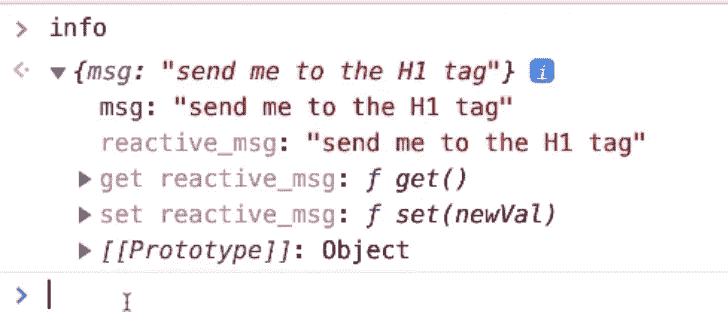 > info
{msg: "send me to the H1 tag"} i
msg: "send me to the H1 tag"
reactive_msg: "send me to the H1 tag"
get reactive_msg: ƒ get()
set reactive_msg: ƒ set(newVal)
[[Prototype]]: Object
>